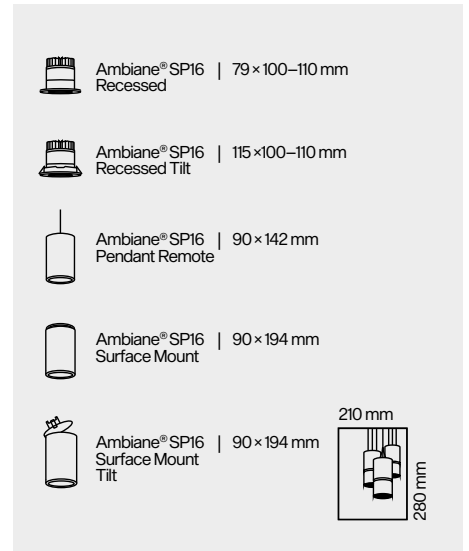 Ambiane® SP16 | 79 × 100–110 mm
Recessed
Ambiane® SP16 | 115 ×100–110 mm
Recessed Tilt
Ambiane® SP16 | 90 × 142 mm
Pendant Remote
Ambiane® SP16 | 90 × 194 mm
Surface Mount
210 mm
Ambiane® SP16 | 90 × 194 mm
Surface Mount
Tilt
280 mm